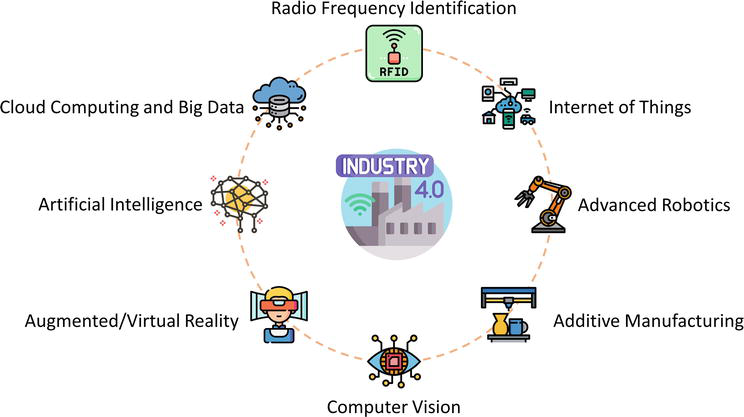 Radio Frequency Identification
RFID
Cloud Computing and Big Data
Internet of Things
INDUSTRY
4.0
Artificial Intelligence
Advanced Robotics
Augmented/Virtual Reality
Additive Manufacturing
Computer Vision